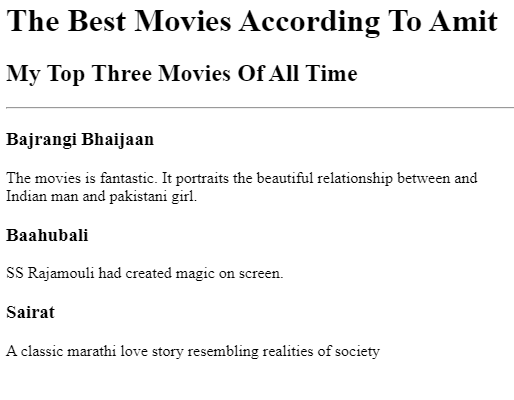 The Best Movies According To Amit
My Top Three Movies Of All Time
Bajrangi Bhaijaan
The movies is fantastic. It portraits the beautiful relationship between and
Indian man and pakistani girl.
Baahubali
SS Rajamouli had created magic on screen.
Sairat
A classic marathi love story resembling realities of society